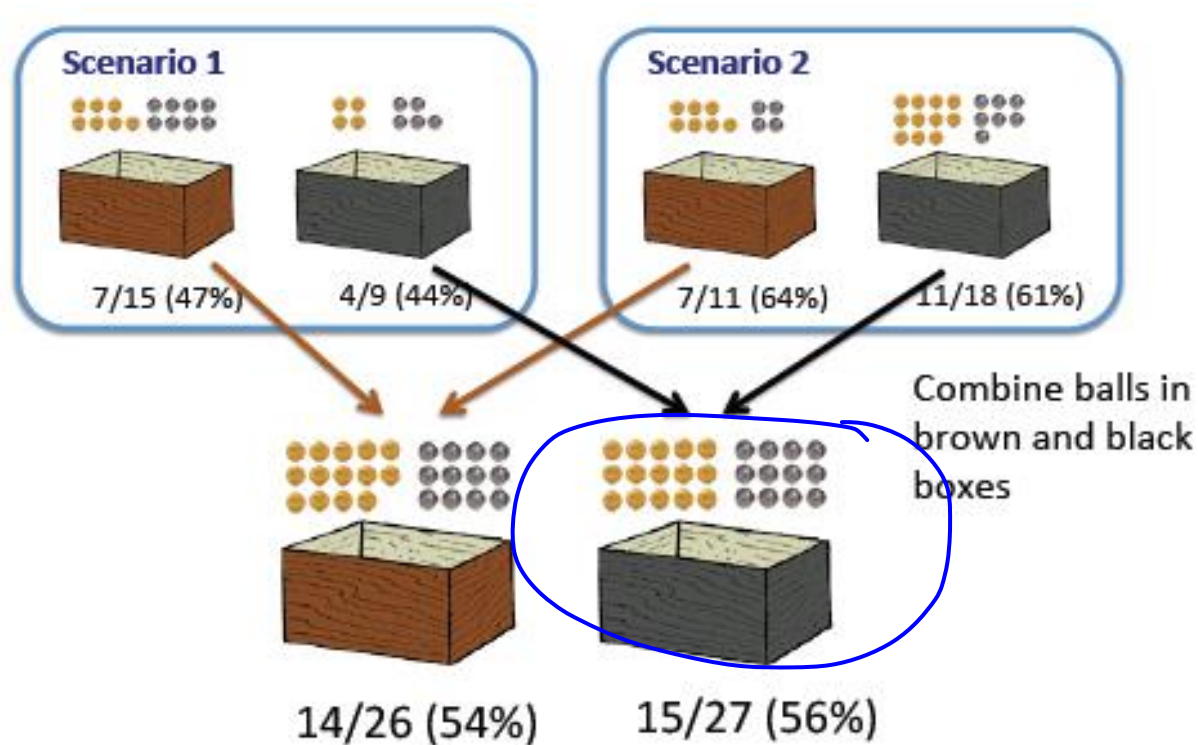 Scenario 1
Scenario 2
7/15 (47%)
4/9 (44%)
7/11 (64%)
11/18 (61%)
Combine balls in
brown and black
boxes
14/26 (54%)
15/27 (56%)